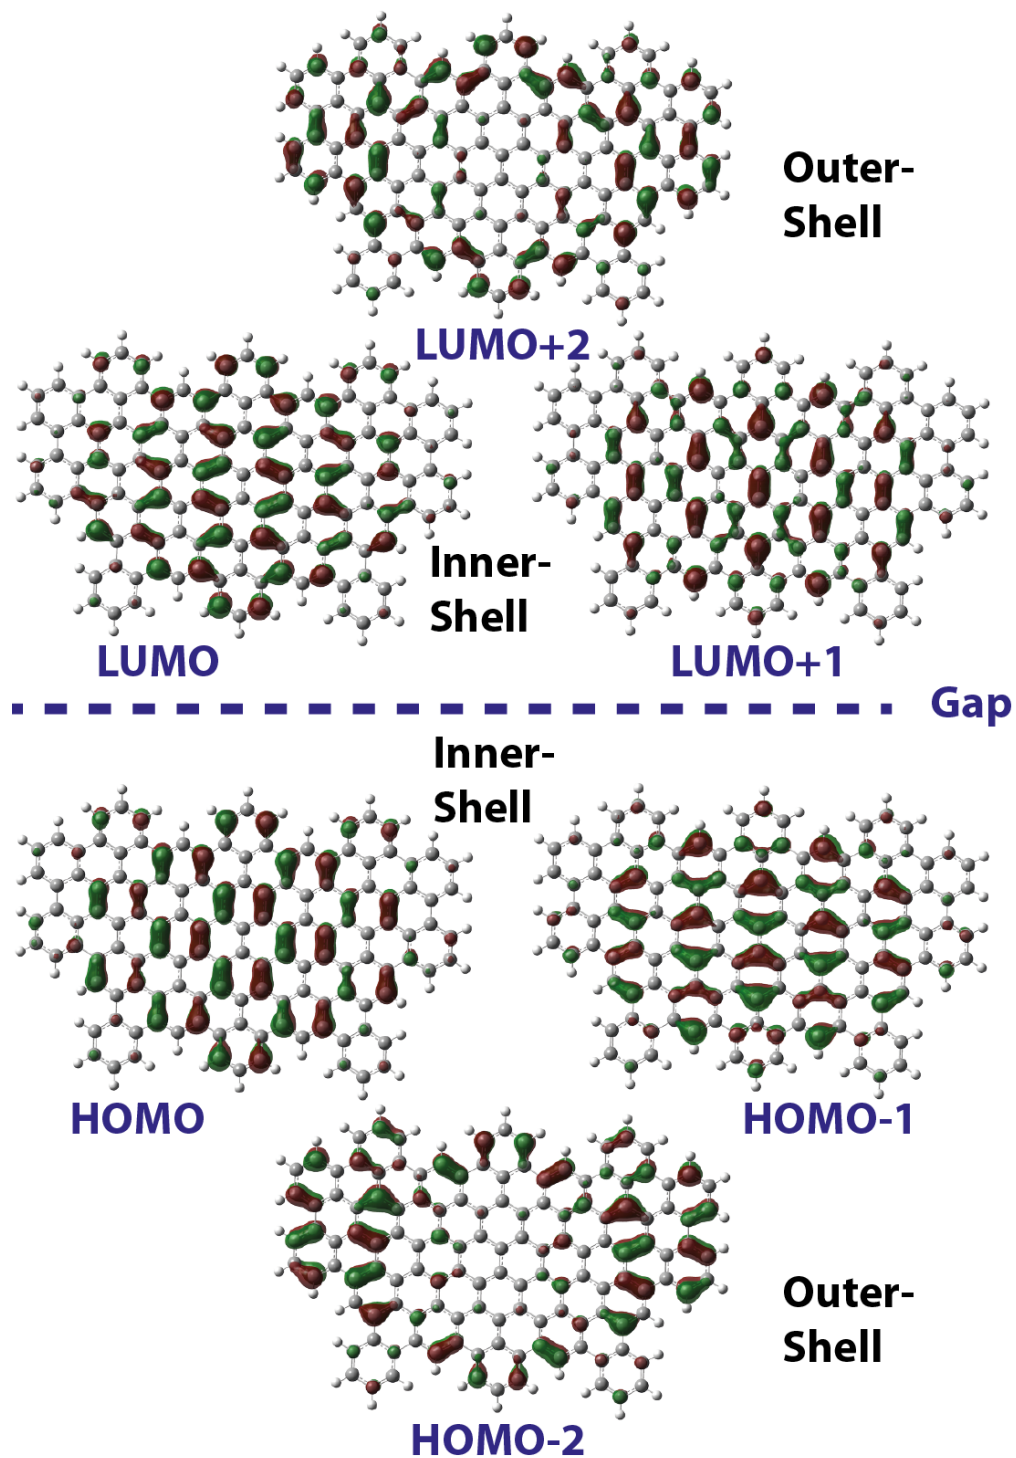 Outer-
Shell
LUMO+2
Inner-
Shell
LUMO
LUMO+1
Gap
Inner-
Shell
HOMO
HOMO-1
Outer-
Shell
HOMO-2